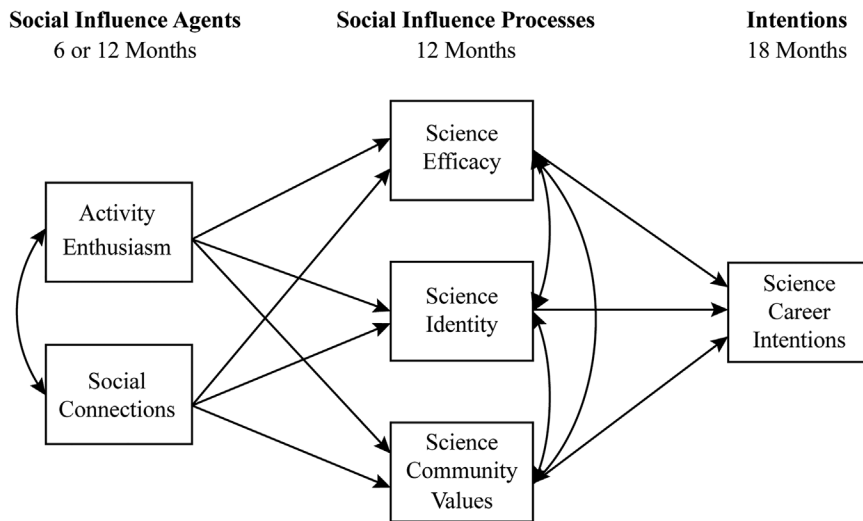 Social Influence Agents
6 or 12 Months
Social Influence Processes
12 Months
Intentions
18 Months
Activity
Enthusiasm
Social
Connections
Science
Efficacy
Science
Identity
Science
Community
Values
Science
Career
Intentions